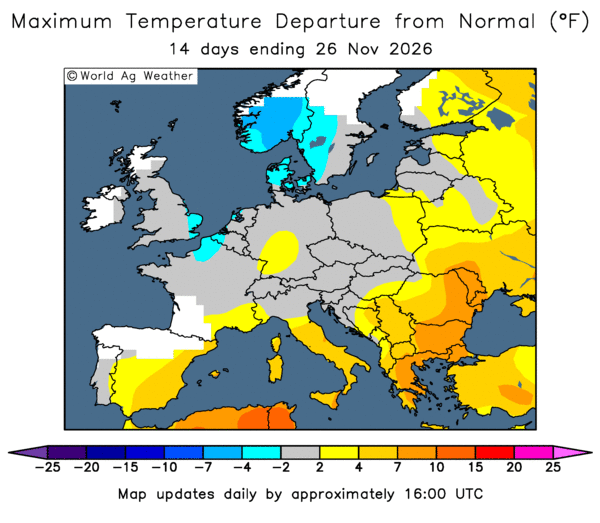 Maximum Temperature Departure from Normal (°F)
14 days ending 26 Nov 2026
© World Ag Weather
-25 -20 -15 -10 -7 -4 -2 2 4 7 10 15 20 25
Map updates daily by approximately 16:00 UTC